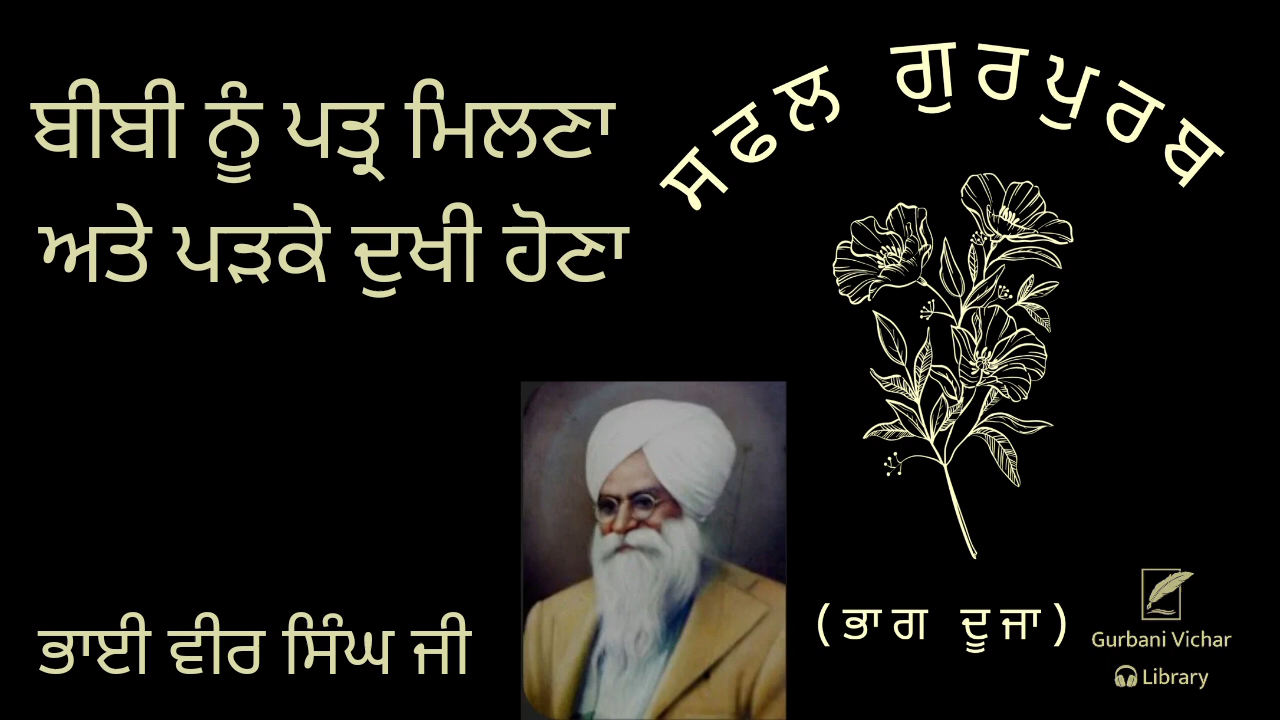 ਬੀਬੀ ਨੂੰ ਪਤ੍ਰ ਮਿਲਣਾ
ਅਤੇ ਪੜਕੇ ਦੁਖੀ ਹੋਣਾ
ਸਫਲ ਗੁਰਪੁਰਬ
ਭਾਈ ਵੀਰ ਸਿੰਘ ਜੀ
(ਭਾਗ ਦੂਜਾ)
Gurbani Vichar
Library